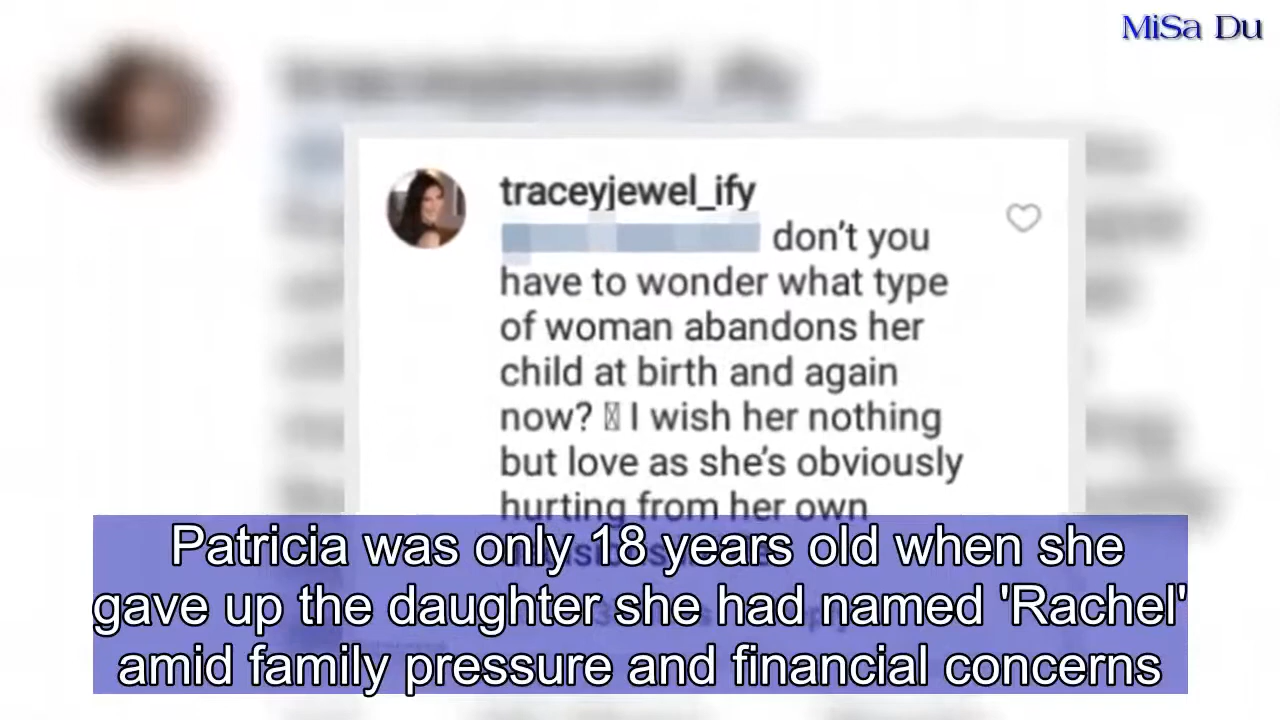 MiSa Du
traceyjewel_ify
don't you
have to wonder what type
of woman abandons her
child at birth and again
now? I wish her nothing
but love as she's obviously
hurting from her own
Patricia was only 18 years old when she
gave up the daughter she had named 'Rachel'
amid family pressure and financial concerns